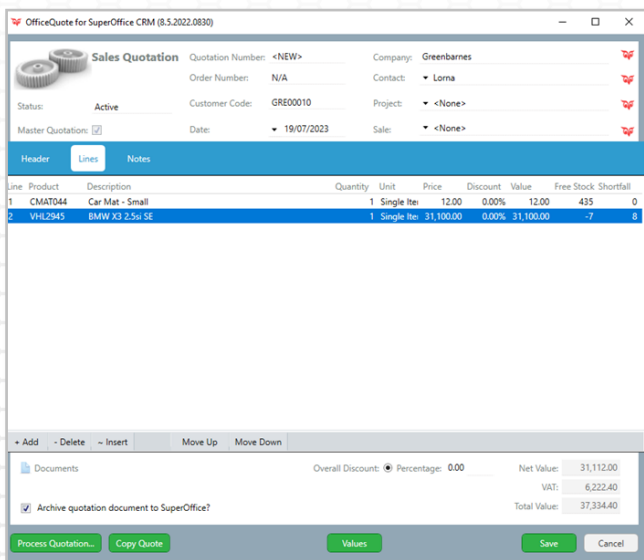 OfficeQuote for SuperOffice CRM (8.5.2022.0830)
Sales Quotation Quotation Number: <NEW> Company: Greenbarnes
Order Number: N/A Contact: Lorna
Status: Active Customer Code: GRE00010 Project: <None>
Master Quotation: Date: 19/07/2023 Sale: <None>
Header Lines Notes
Line Product Description Quantity Unit Price Discount Value Free Stock Shortfall
1 CMAT044 Car Mat - Small 1 Single Iter 12.00 0.00% 12.00 435 0
2 VHL2945 BMW X3 2.5si SE 1 Single Iter 31,100.00 0.00% 31,100.00 -7 8
+ Add - Delete ~ Insert Move Up Move Down
Documents Overall Discount: Percentage: 0.00 Net Value: 31,112.00
VAT: 6,222.40
Archive quotation document to SuperOffice? Total Value: 37,334.40
Process Quotation... Copy Quote Values Save Cancel